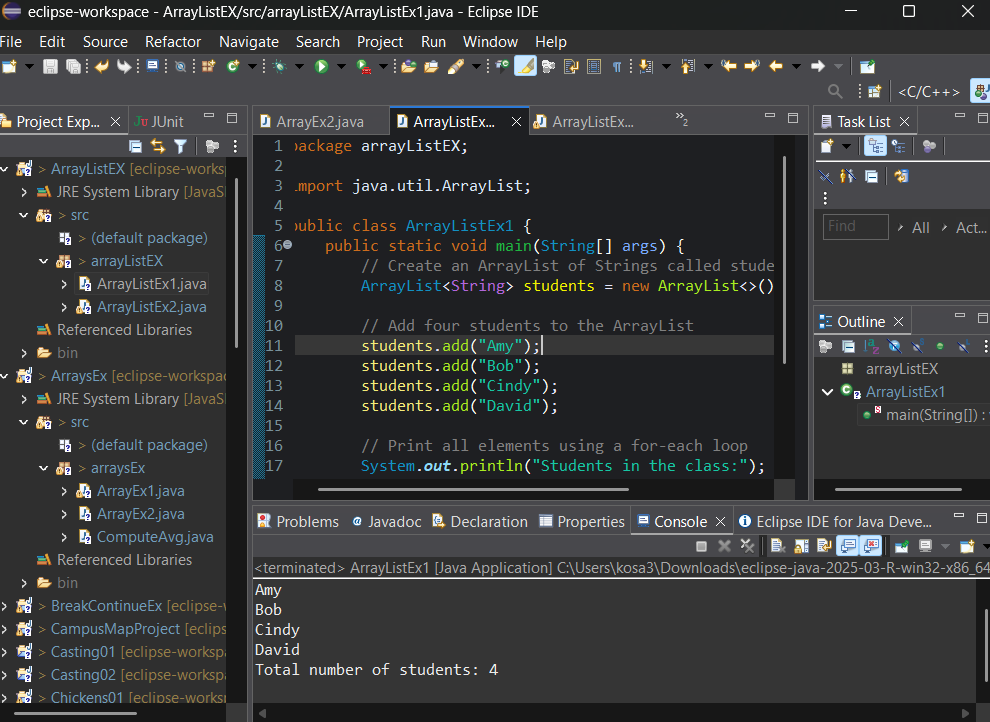 eclipse-workspace - ArrayListEX/src/arrayListEX/ArrayListEx1.java - Eclipse IDE
File Edit Source Refactor Navigate Search Project Run Window Help
<C/C++>
Project Exp...
JUnit
> ArrayListEX [eclipse-works
JRE System Library [JavaS
> src
> (default package)
> arrayListEX
ArrayListEx1.java
ArrayListEx2.java
Referenced Libraries
> bin
> ArraysEx [eclipse-workspac
JRE System Library [JavaS
> src
> (default package)
> arraysEx
ArrayEx1.java
ArrayEx2.java
ComputeAvg.java
Referenced Libraries
> bin
> BreakContinueEx [eclipse-
> CampusMapProject [eclips
> Casting01 [eclipse-worksp
> Casting02 [eclipse-worksp
> Chickens01 [eclipse-works
ArrayEx2.java
ArrayListEx...
ArrayListEx...
»2
1 package arrayListEX;
2
3 import java.util.ArrayList;
4
5 public class ArrayListEx1 {
6 public static void main(String[] args) {
7 // Create an ArrayList of Strings called stude
8 ArrayList<String> students = new ArrayList<>()
9
10 // Add four students to the ArrayList
11 students.add("Amy");
12 students.add("Bob");
13 students.add("Cindy");
14 students.add("David");
15
16 // Print all elements using a for-each loop
17 System.out.println("Students in the class:");
Task List
Find
All
Act...
Outline
arrayListEX
ArrayListEx1
main(String[]) :
Problems
Javadoc
Declaration
Properties
Console
Eclipse IDE for Java Deve...
<terminated> ArrayListEx1 [Java Application] C:\Users\kosa3\Downloads\eclipse-java-2025-03-R-win32-x86_64
Amy
Bob
Cindy
David
Total number of students: 4